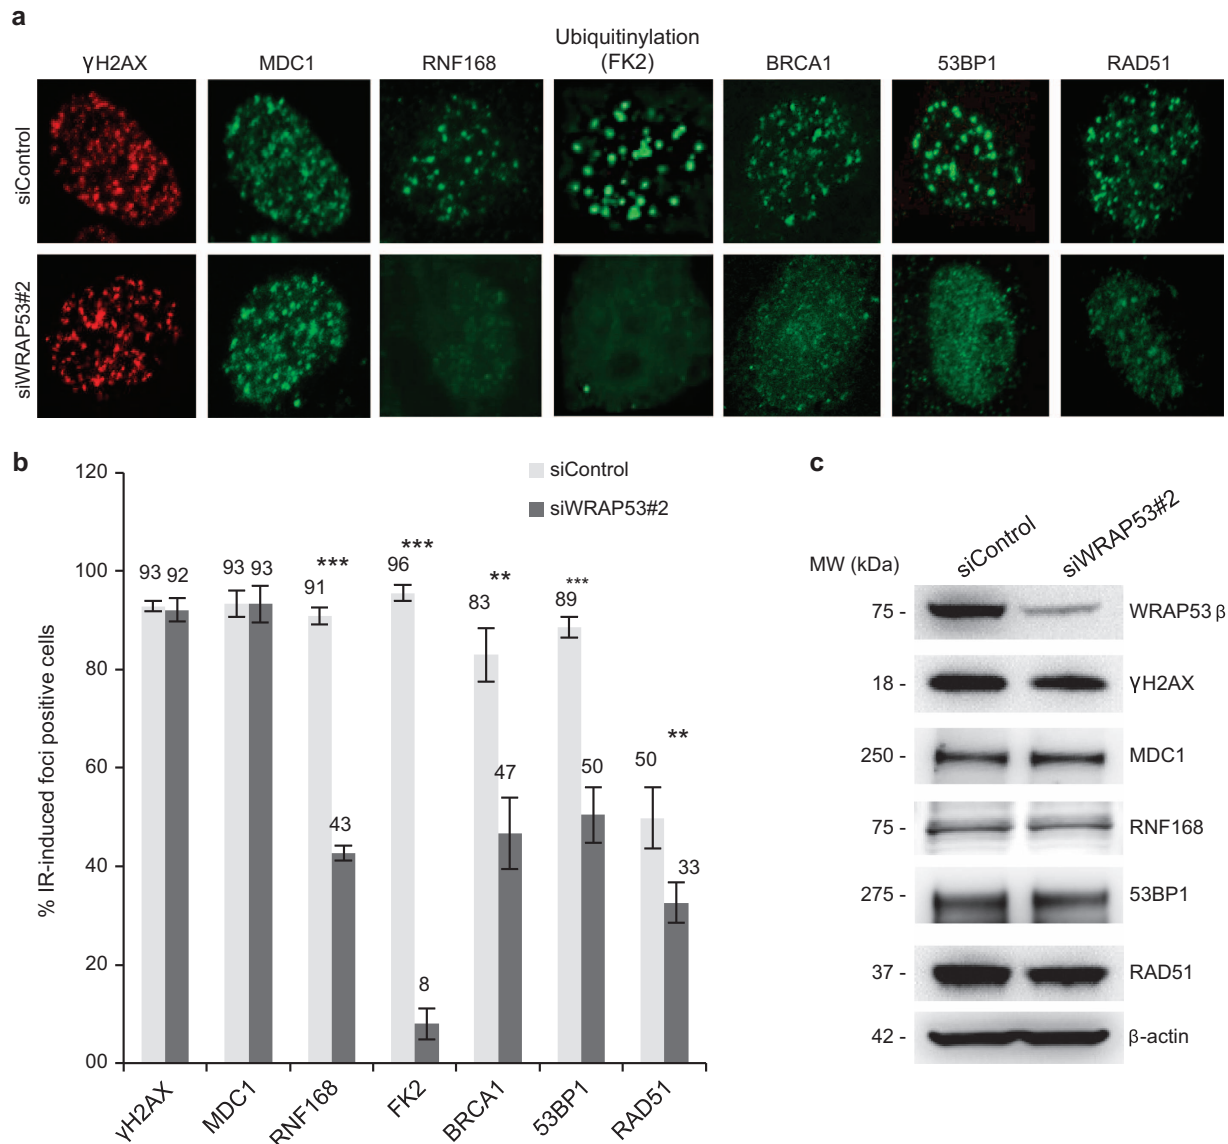 a
Ubiquitinylation
γH2AX MDC1 RNF168 (FK2) BRCA1 53BP1 RAD51
siControl
siWRAP53#2
b
120
100
80
60
40
20
00
% IR-induced foci positive cells
siControl
siWRAP53#2
93 92 93 93 91 *** 96 *** 83 ** 89 *** 50 **
43 8 47 50 33
γH2AX MDC1 RNF168 FK2 BRCA1 53BP1 RAD51
c
MW (kDa) siControl siWRAP53#2
75 - WRAP53β
18 - γH2AX
250 - MDC1
75 - RNF168
275 - 53BP1
37 - RAD51
42 - β-actin